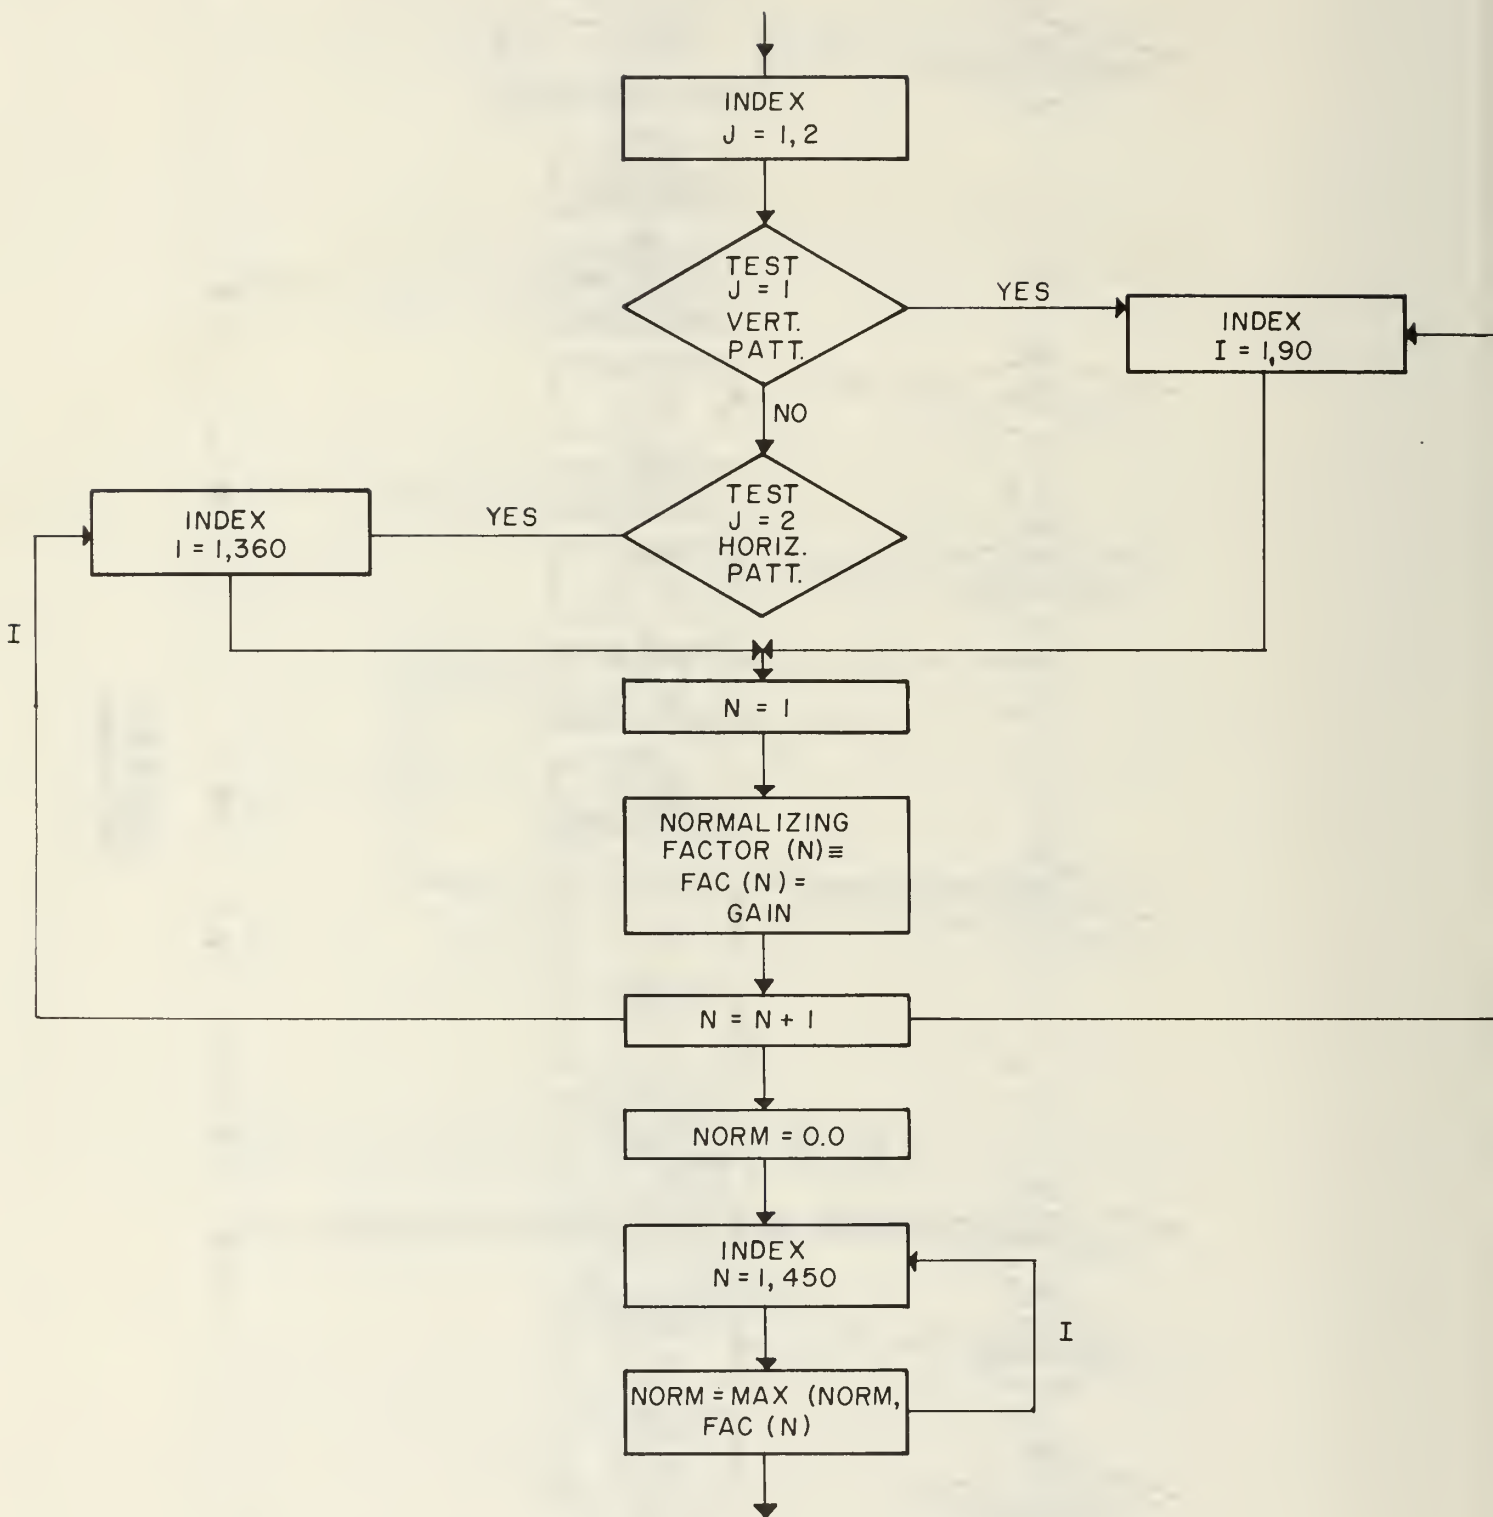 INDEX
J = 1, 2
TEST
J = 1
VERT.
PATT.
YES
INDEX
I = 1,90
NO
TEST
J = 2
HORIZ.
PATT.
YES
INDEX
I = 1,360
I
N = 1
NORMALIZING
FACTOR (N) ≡
FAC (N) =
GAIN
N = N + 1
NORM = 0.0
INDEX
N = 1, 450
I
NORM = MAX (NORM,
FAC (N)